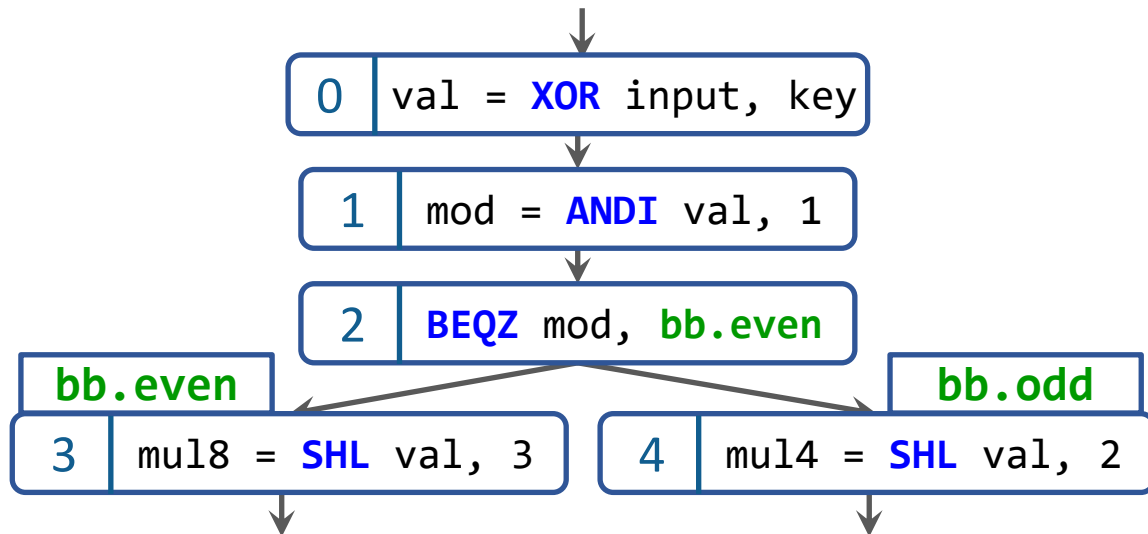 0 val = XOR input, key
1 mod = ANDI val, 1
2 BEQZ mod, bb.even
bb.even
3 mul8 = SHL val, 3
bb.odd
4 mul4 = SHL val, 2